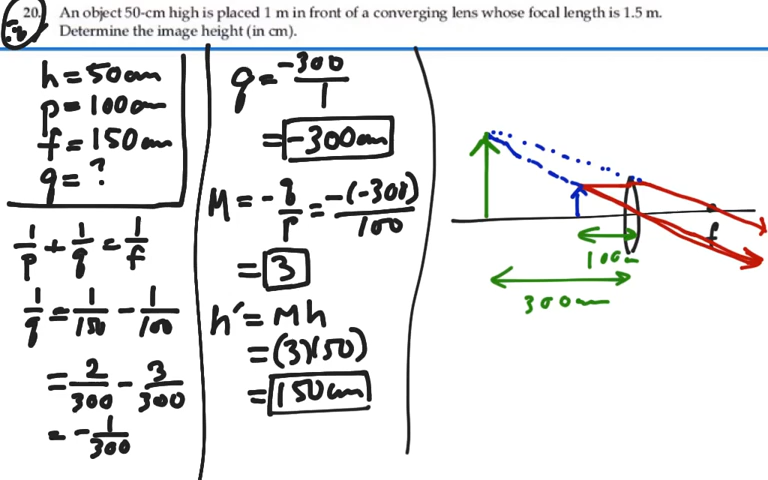 20. An object 50-cm high is placed 1 m in front of a converging lens whose focal length is 1.5 m.
Determine the image height (in cm).
h = 50cm
p = 100cm
f = 150cm
q = ?
1/p + 1/q = 1/f
1/q = 1/150 - 1/100
= 2/300 - 3/300
= - 1/300
q = -300/1
= -300cm
M = - q/p = -(-300)/100
= 3
h' = Mh
= (3)(50)
= 150cm
f
100cm
300cm